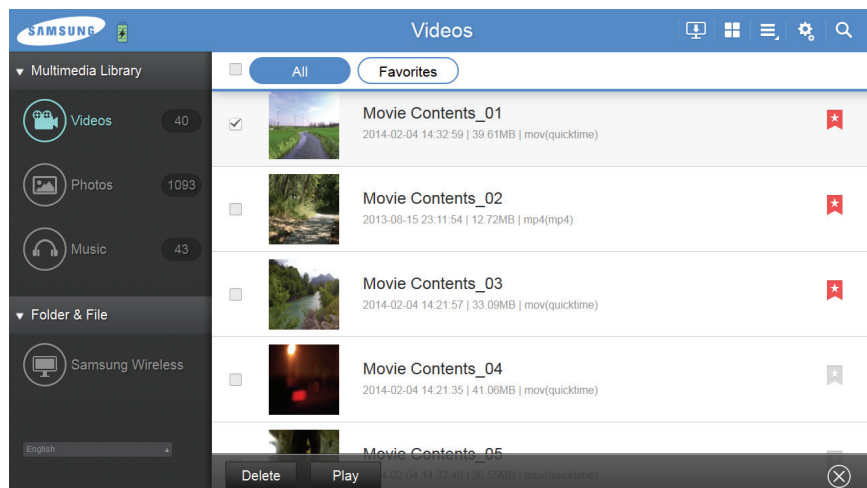 SAMSUNG
Videos
Multimedia Library
Videos 40
Photos 1093
Music 43
Folder & File
Samsung Wireless
English
All Favorites
Movie Contents_01
2014-02-04 14:32:59 | 39.61MB | mov(quicktime)
Movie Contents_02
2013-08-15 23:11:54 | 12.72MB | mp4(mp4)
Movie Contents_03
2014-02-04 14:21:57 | 33.09MB | mov(quicktime)
Movie Contents_04
2014-02-04 14:21:35 | 41.06MB | mov(quicktime)
Movie Contents_05
Delete Play